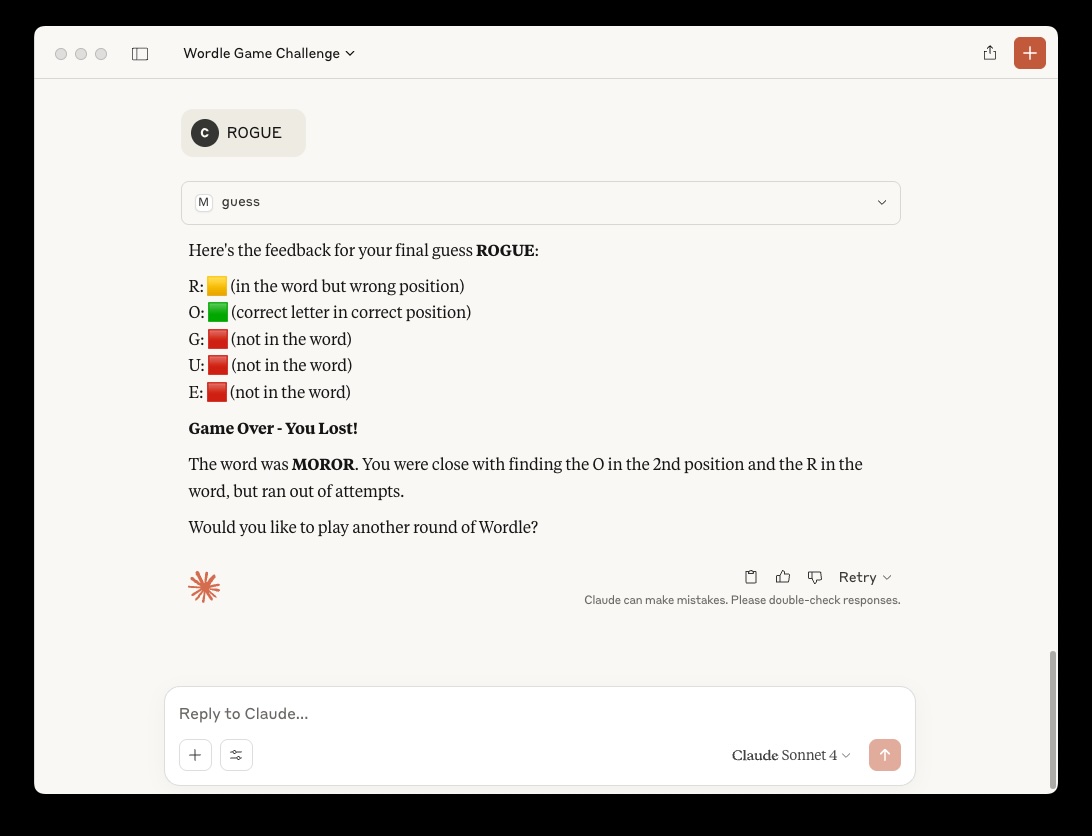 Wordle Game Challenge
C ROGUE
M guess
Here's the feedback for your final guess ROGUE:
R: 🟨 (in the word but wrong position)
O: 🟩 (correct letter in correct position)
G: 🟥 (not in the word)
U: 🟥 (not in the word)
E: 🟥 (not in the word)
Game Over - You Lost!
The word was MOROR. You were close with finding the O in the 2nd position and the R in the
word, but ran out of attempts.
Would you like to play another round of Wordle?
Retry
Claude can make mistakes. Please double-check responses.
Reply to Claude...
Claude Sonnet 4